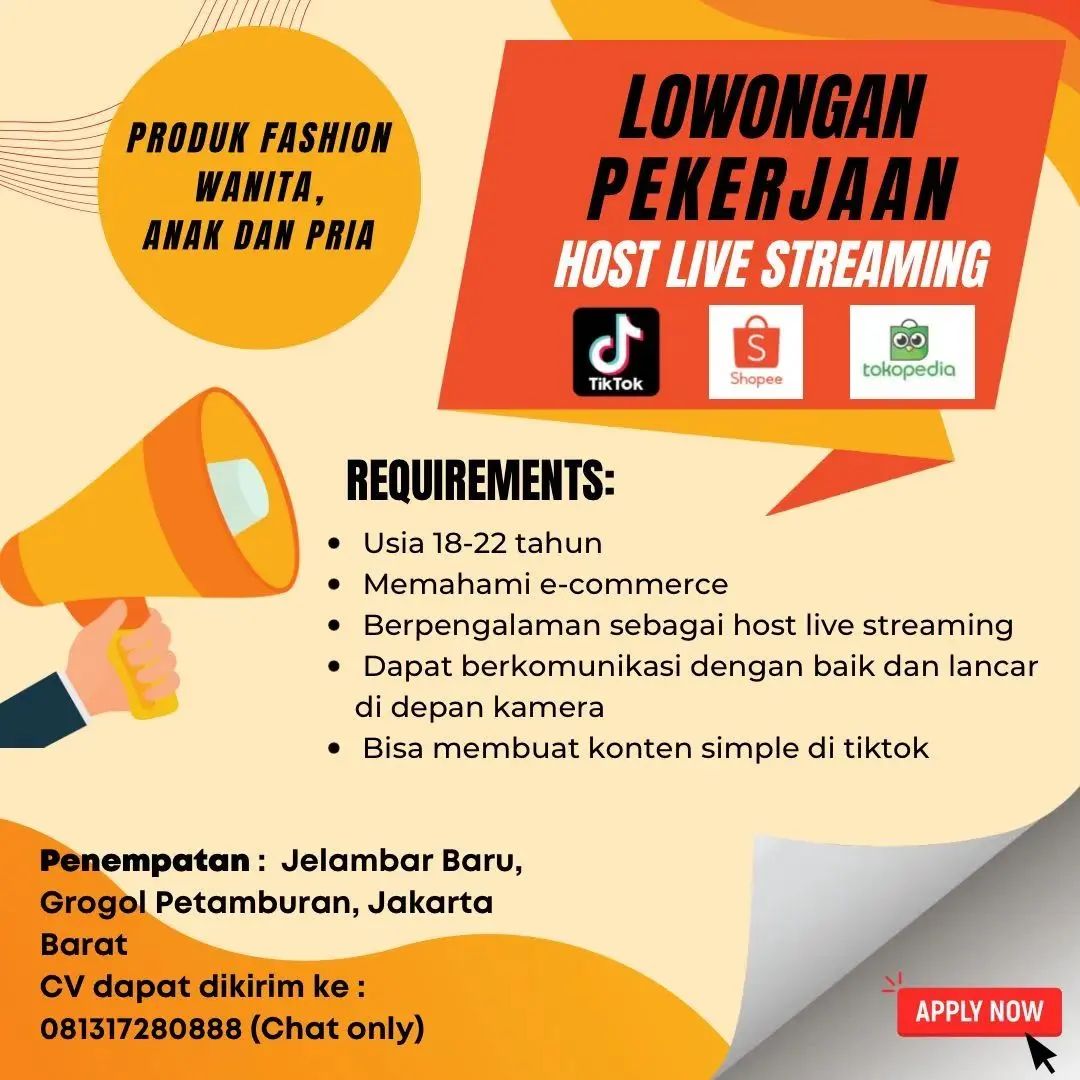 PRODUK FASHION
WANITA,
ANAK DAN PRIA
LOWONGAN
PEKERJAAN
HOST LIVE STREAMING
TikTok
S
Shopee
tokopedia
REQUIREMENTS:
• Usia 18-22 tahun
• Memahami e-commerce
• Berpengalaman sebagai host live streaming
• Dapat berkomunikasi dengan baik dan lancar
di depan kamera
• Bisa membuat konten simple di tiktok
Penempatan : Jelambar Baru,
Grogol Petamburan, Jakarta
Barat
CV dapat dikirim ke :
081317280888 (Chat only)
APPLY NOW